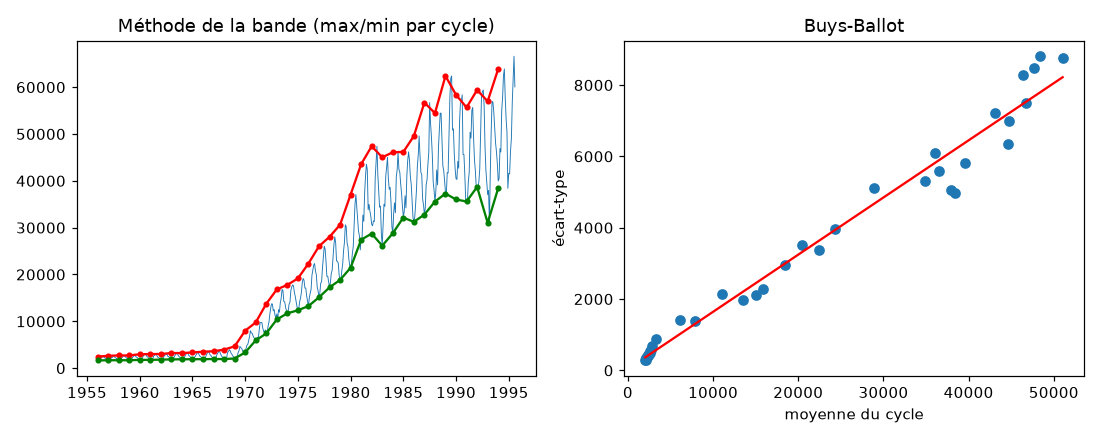 Méthode de la bande (max/min par cycle)
60000
50000
40000
30000
20000
10000
0
1955 1960 1965 1970 1975 1980 1985 1990 1995
Buys-Ballot
écart-type
8000
6000
4000
2000
0
0 10000 20000 30000 40000 50000
moyenne du cycle